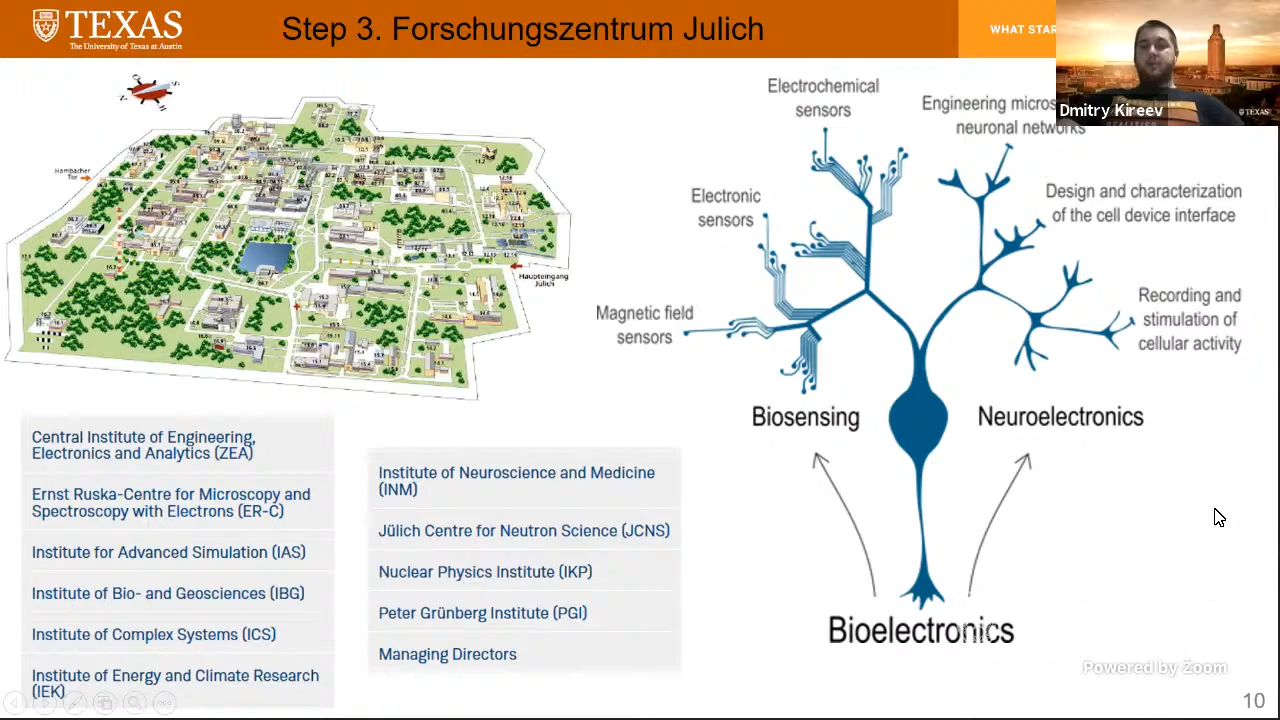 TEXAS
The University of Texas at Austin
Step 3. Forschungszentrum Julich
WHAT STAR
Dmitry Kireev
TEXAS
Hambacher
Tor
Haupteingang
Jülich
Electrochemical
sensors
Engineering micros
neuronal networks
Electronic
sensors
Design and characterization
of the cell device interface
Magnetic field
sensors
Recording and
stimulation of
cellular activity
Biosensing
Neuroelectronics
Bioelectronics
Central Institute of Engineering,
Electronics and Analytics (ZEA)
Ernst Ruska-Centre for Microscopy and
Spectroscopy with Electrons (ER-C)
Institute for Advanced Simulation (IAS)
Institute of Bio- and Geosciences (IBG)
Institute of Complex Systems (ICS)
Institute of Energy and Climate Research
(IEK)
Institute of Neuroscience and Medicine
(INM)
Jülich Centre for Neutron Science (JCNS)
Nuclear Physics Institute (IKP)
Peter Grünberg Institute (PGI)
Managing Directors
Powered by Zoom
10